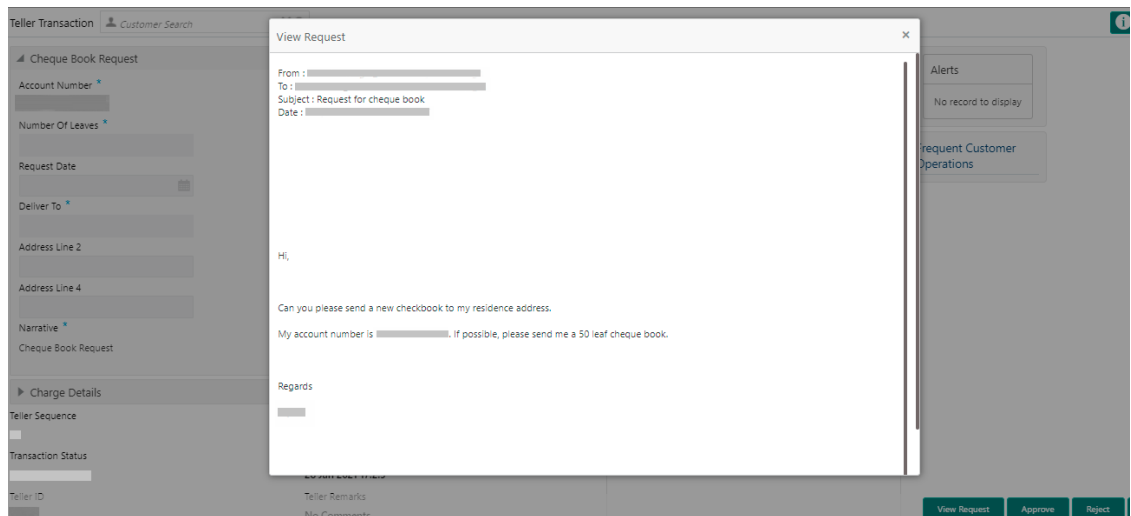 Teller Transaction
Customer Search
Cheque Book Request
Account Number *
Number Of Leaves *
Request Date
Deliver To *
Address Line 2
Address Line 4
Narrative *
Cheque Book Request
Charge Details
Teller Sequence
Transaction Status
Teller ID
Teller Remarks
No Comments
View Request
×
From :
To :
Subject : Request for cheque book
Date :
Hi,
Can you please send a new checkbook to my residence address.
My account number is . If possible, please send me a 50 leaf cheque book.
Regards
Alerts
No record to display
Frequent Customer
Operations
View Request
Approve
Reject